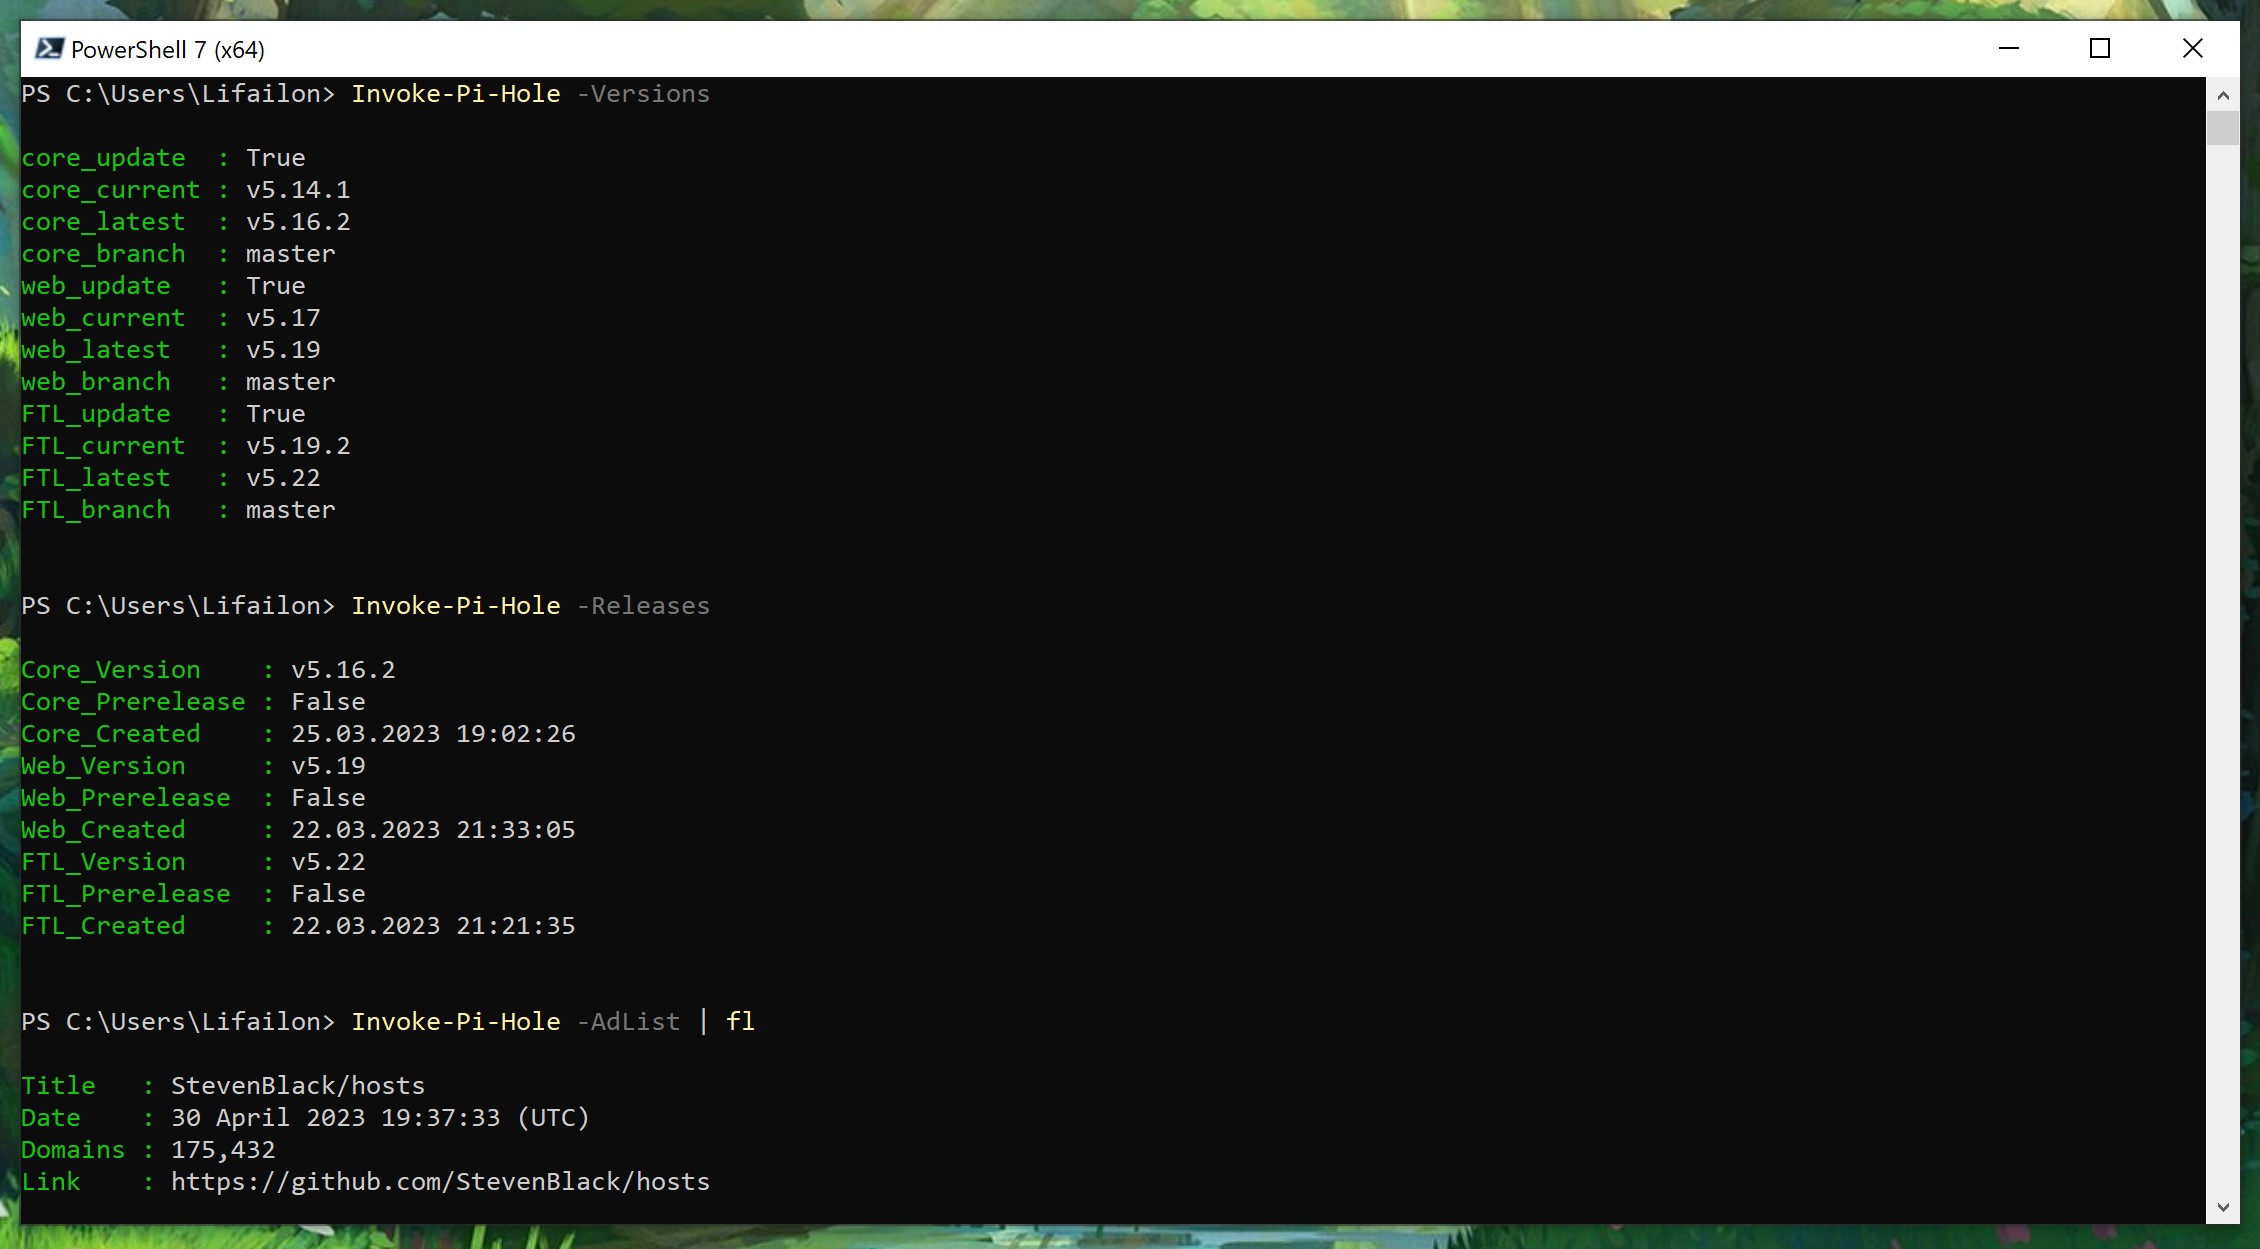 PowerShell 7 (x64)
PS C:\Users\Lifailon> Invoke-Pi-Hole -Versions
core_update  : True
core_current : v5.14.1
core_latest  : v5.16.2
core_branch  : master
web_update   : True
web_current  : v5.17
web_latest   : v5.19
web_branch   : master
FTL_update   : True
FTL_current  : v5.19.2
FTL_latest   : v5.22
FTL_branch   : master
PS C:\Users\Lifailon> Invoke-Pi-Hole -Releases
Core_Version    : v5.16.2
Core_Prerelease : False
Core_Created    : 25.03.2023 19:02:26
Web_Version     : v5.19
Web_Prerelease  : False
Web_Created     : 22.03.2023 21:33:05
FTL_Version     : v5.22
FTL_Prerelease  : False
FTL_Created     : 22.03.2023 21:21:35
PS C:\Users\Lifailon> Invoke-Pi-Hole -AdList | fl
Title   : StevenBlack/hosts
Date    : 30 April 2023 19:37:33 (UTC)
Domains : 175,432
Link    : https://github.com/StevenBlack/hosts